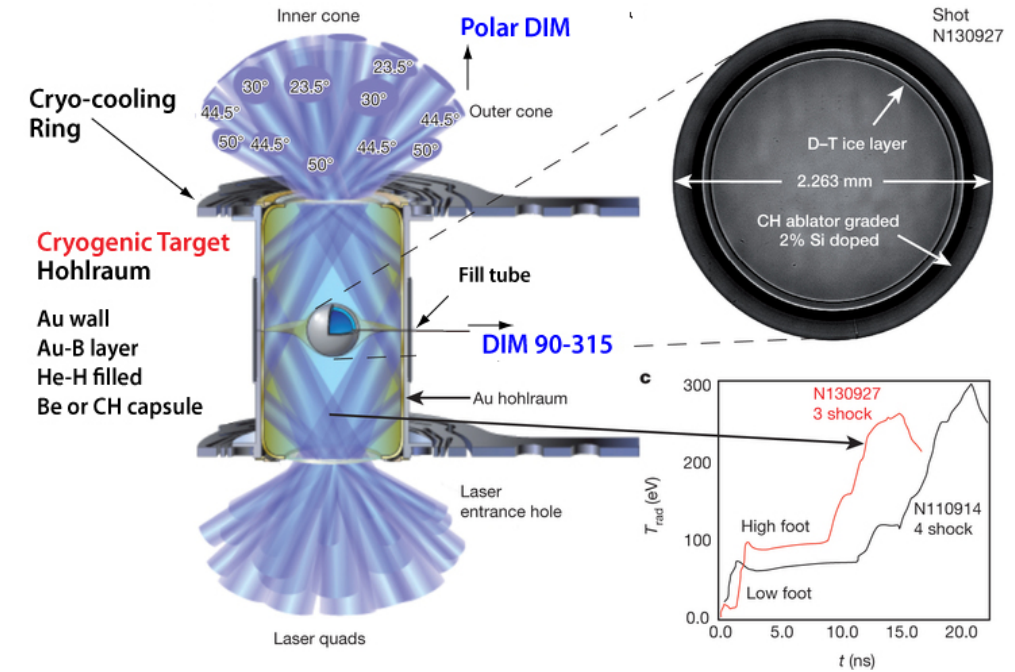 Inner cone
Polar DIM
23.5°
30°
23.5°
30°
44.5°
44.5°
Outer cone
50°
44.5°
44.5°
50°
50°
Cryo-cooling
Ring
Cryogenic Target
Hohlraum
Au wall
Au-B layer
He-H filled
Be or CH capsule
Fill tube
DIM 90-315
Au hohlraum
Laser
entrance hole
Laser quads
Shot
N130927
D–T ice layer
2.263 mm
CH ablator graded
2% Si doped
c
300
200
100
0.0
Trad (eV)
N130927
3 shock
N110914
4 shock
High foot
Low foot
0.0
5.0
10.0
15.0
20.0
t (ns)